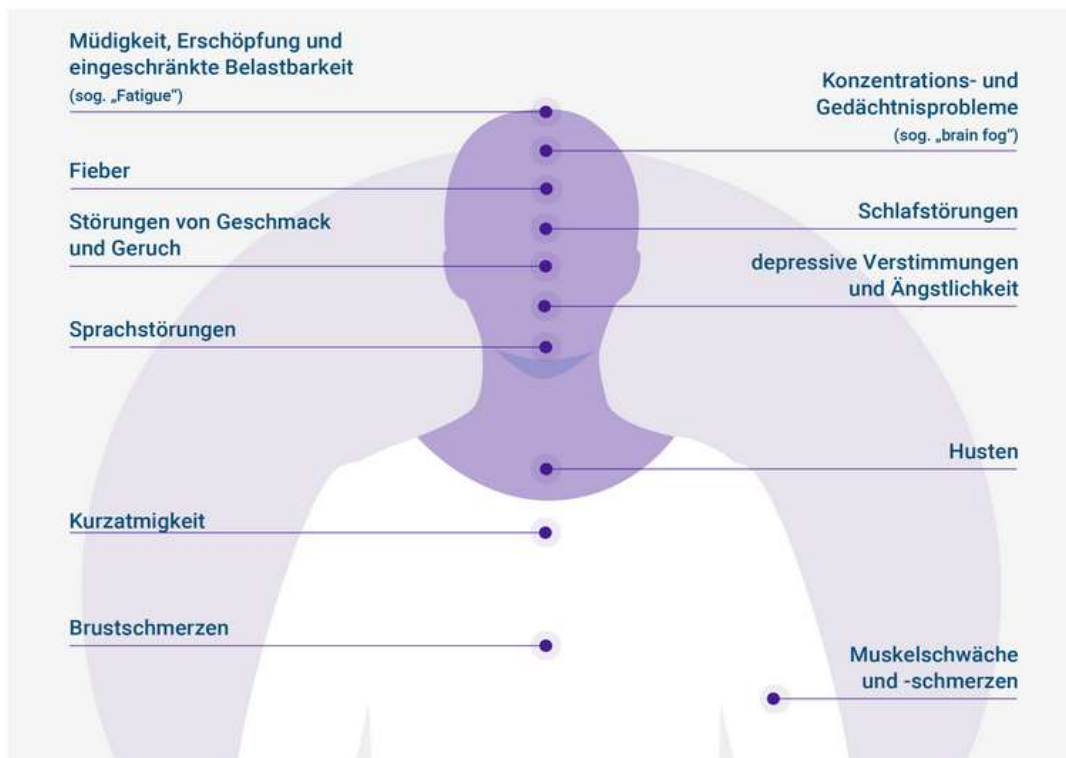 Müdigkeit, Erschöpfung und
eingeschränkte Belastbarkeit
(sog. „Fatigue“)
Konzentrations- und
Gedächtnisprobleme
(sog. „brain fog“)
Fieber
Schlafstörungen
Störungen von Geschmack
und Geruch
depressive Verstimmungen
und Ängstlichkeit
Sprachstörungen
Husten
Kurzatmigkeit
Brustschmerzen
Muskelschwäche
und -schmerzen